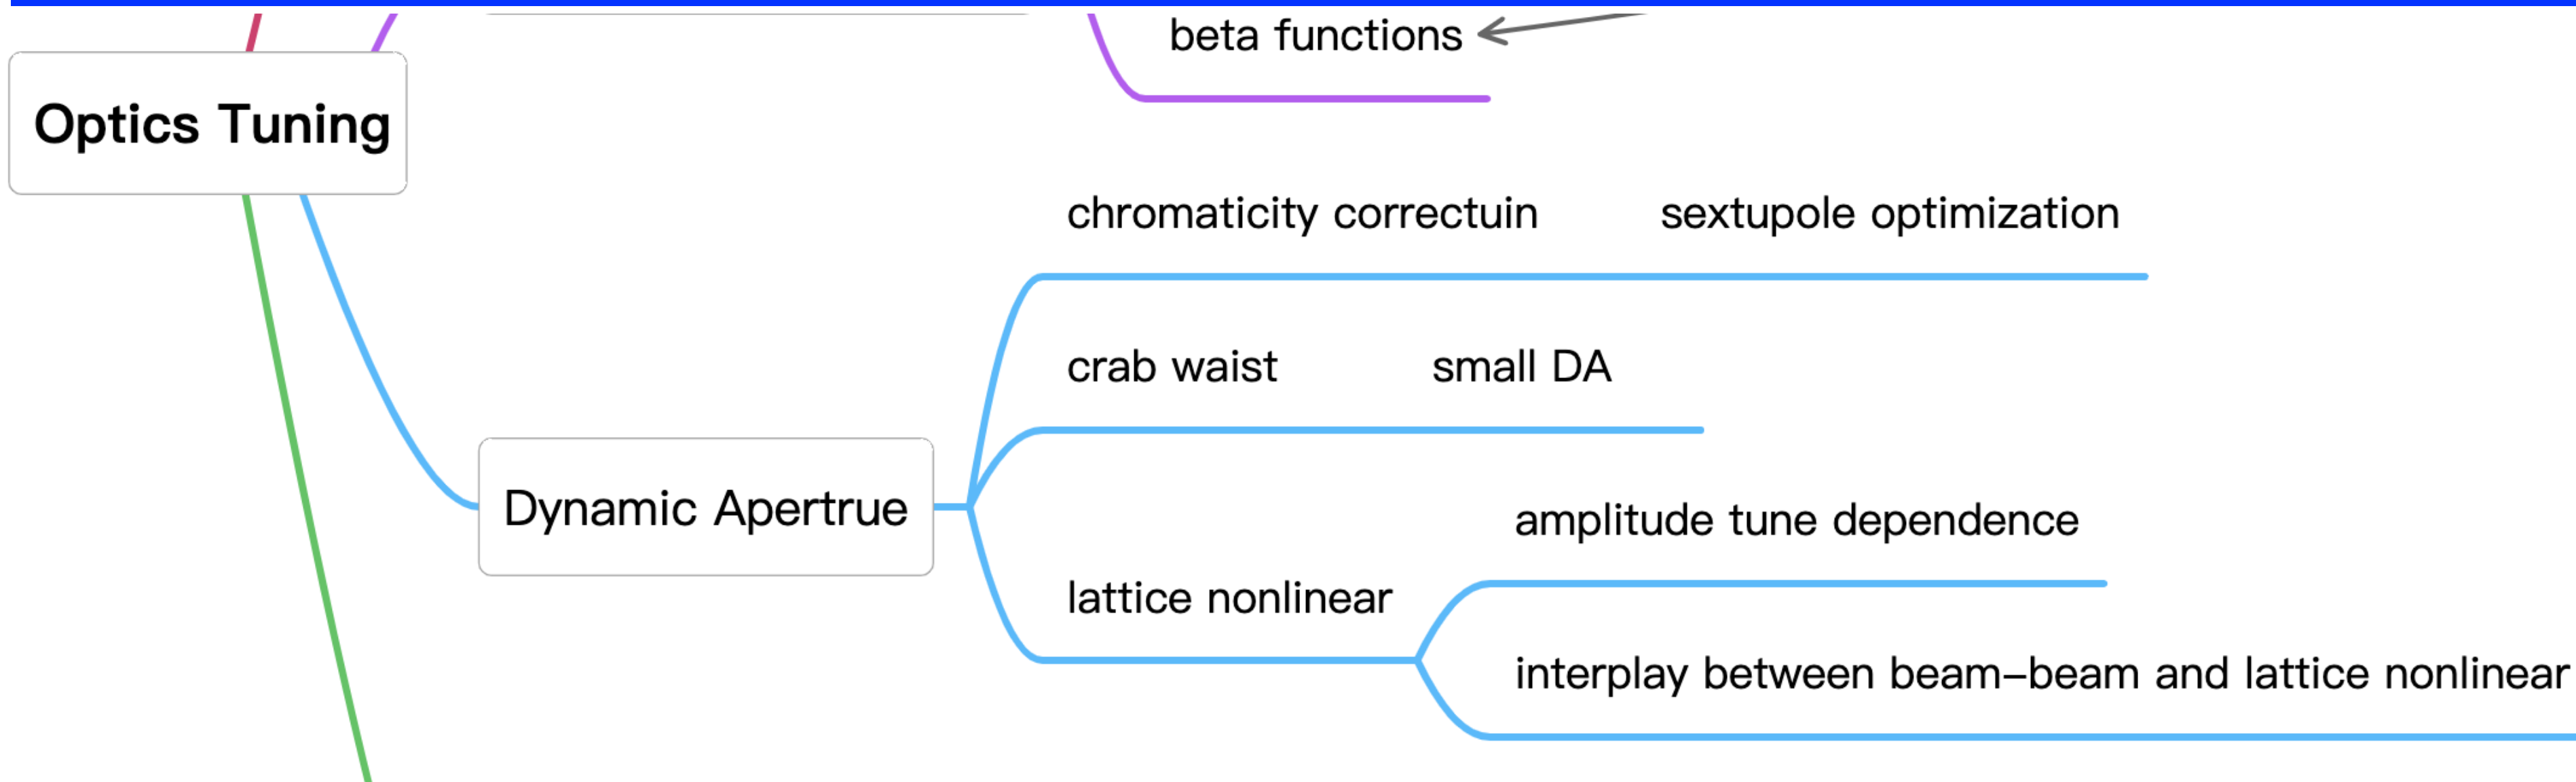 beta functions
Optics Tuning
chromaticity correctuin sextupole optimization
crab waist small DA
Dynamic Apertrue
amplitude tune dependence
lattice nonlinear
interplay between beam–beam and lattice nonlinear